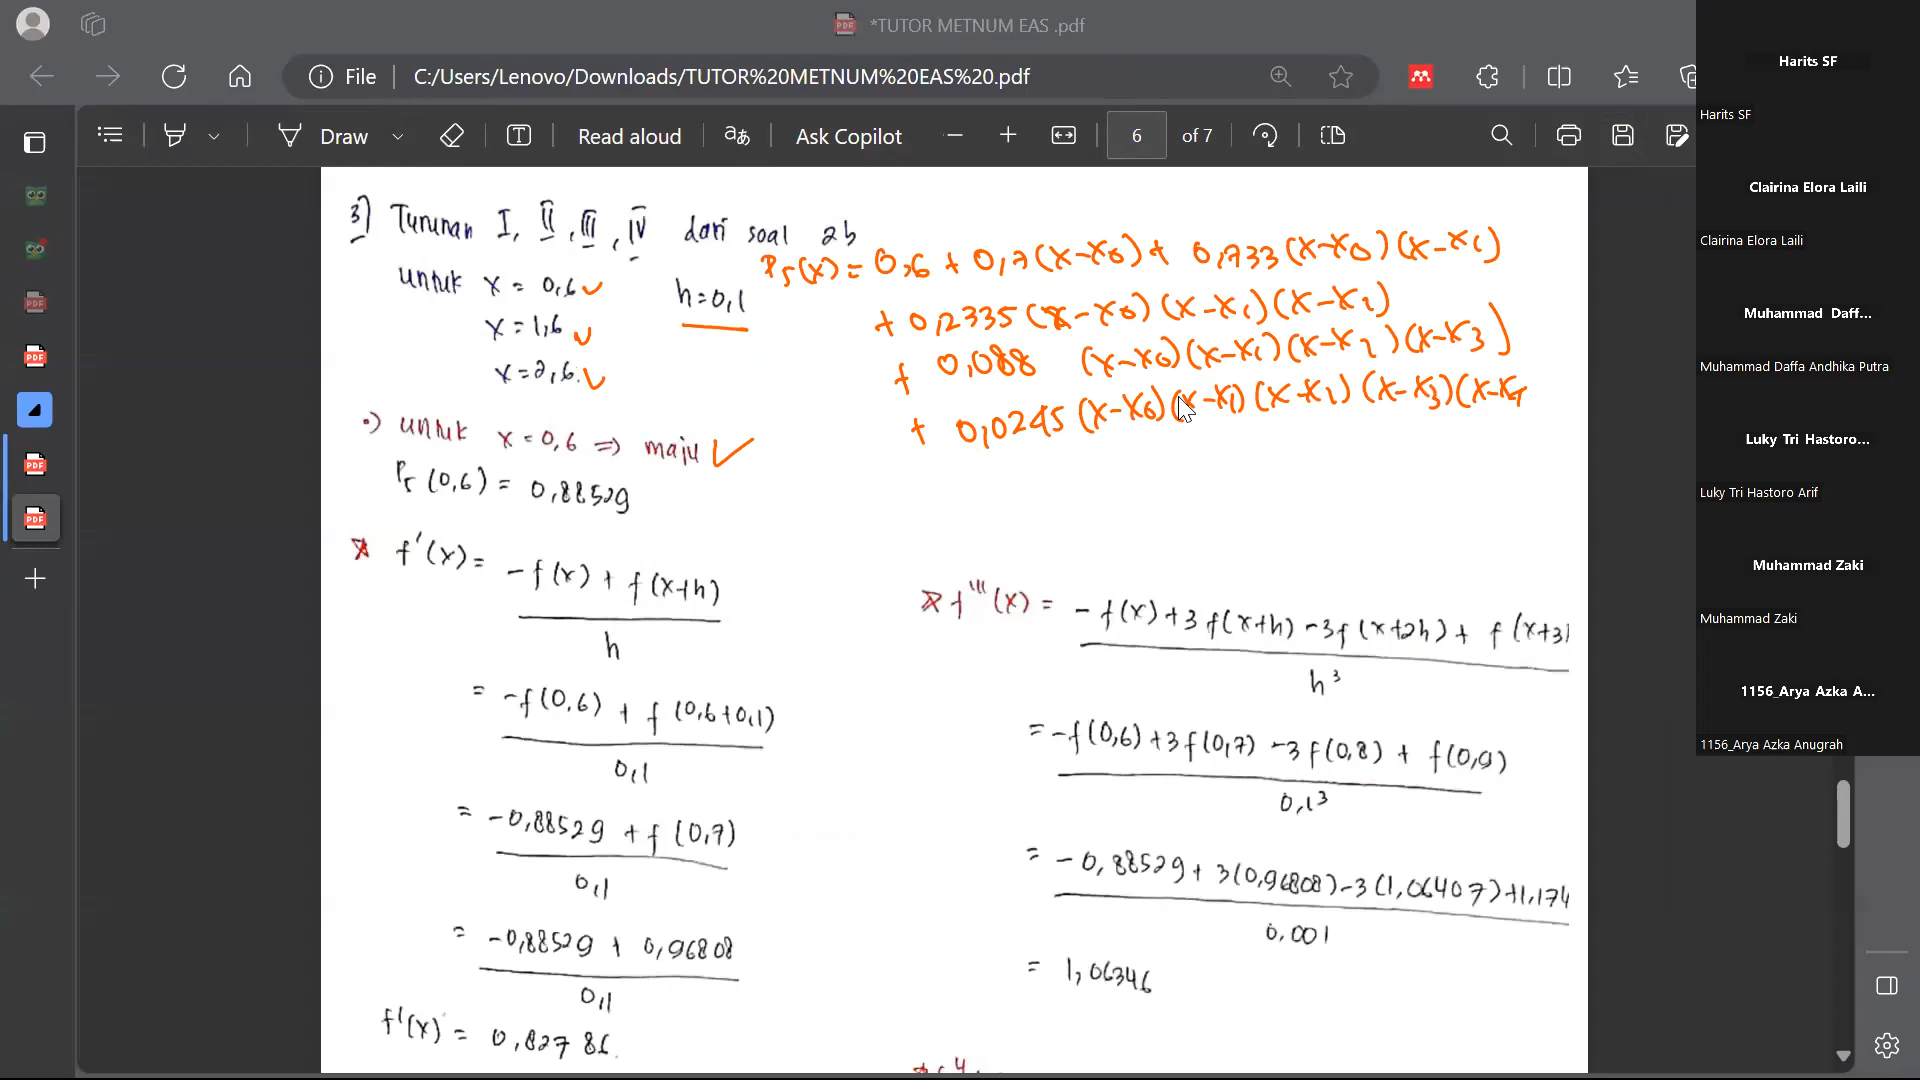 *TUTOR METNUM EAS .pdf
File
C:/Users/Lenovo/Downloads/TUTOR%20METNUM%20EAS%20.pdf
Draw
Read aloud
Ask Copilot
6 of 7
3) Turunan I, II, III, IV dari soal 2b
untuk x = 0,6
h=0,1
x=1,6
x=2,6
P5(x) = 0,6 + 0,7(x-x0) + 0,733(x-x0)(x-x1)
+ 0,2335(x-x0)(x-x1)(x-x2)
+ 0,088 (x-x0)(x-x1)(x-x2)(x-x3)
+ 0,0245(x-x0)(x-x1)(x-x2)(x-x3)(x-x4
•) untuk x = 0,6 => maju
P5(0,6) = 0,88529
f'(x) = -f(x) + f(x+h)
h
= -f(0,6) + f(0,6+0,1)
0,1
= -0,88529 + f(0,7)
0,1
= -0,88529 + 0,96808
0,1
f'(x) = 0,82786
f'''(x) = -f(x)+3f(x+h)-3f(x+2h)+ f(x+3
h³
= -f(0,6)+3f(0,7)-3f(0,8) + f(0,9)
0,1³
= -0,88529+3(0,96808)-3(1,06407)+1,174
0,001
= 1,06346
Harits SF
Harits SF
Clairina Elora Laili
Clairina Elora Laili
Muhammad Daff...
Muhammad Daffa Andhika Putra
Luky Tri Hastoro...
Luky Tri Hastoro Arif
Muhammad Zaki
Muhammad Zaki
1156_Arya Azka A...
1156_Arya Azka Anugrah